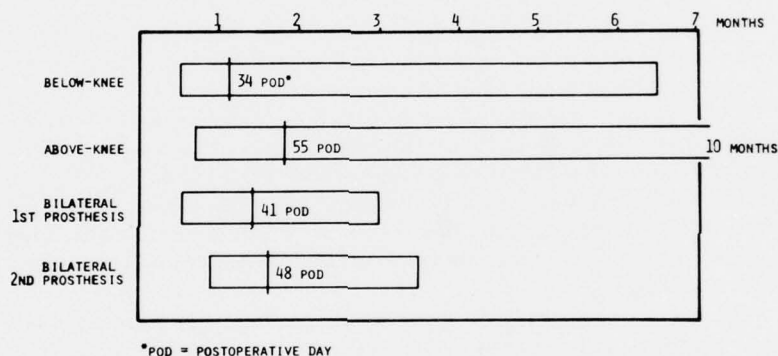 1 2 3 4 5 6 7 MONTHS
BELOW-KNEE
34 POD*
ABOVE-KNEE
55 POD
10 MONTHS
BILATERAL
1ST PROSTHESIS
41 POD
BILATERAL
2ND PROSTHESIS
48 POD
*POD = POSTOPERATIVE DAY